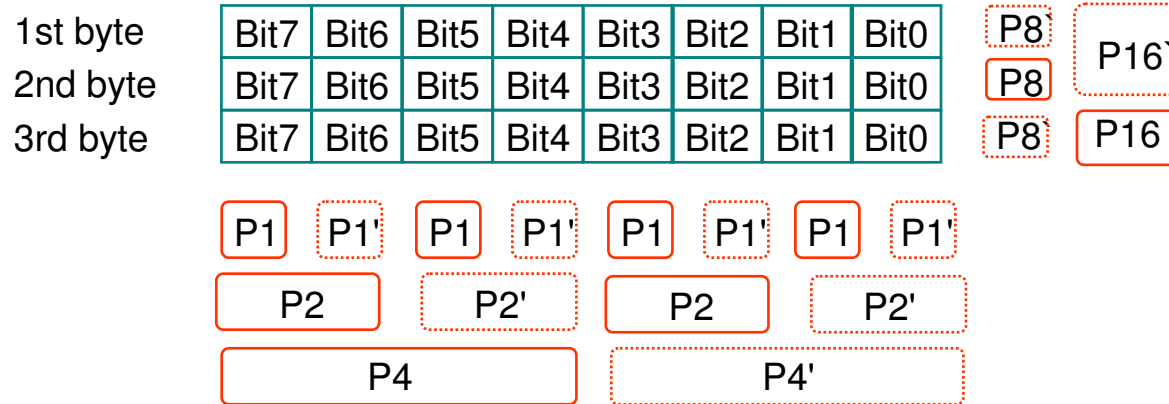 1st byte Bit7 Bit6 Bit5 Bit4 Bit3 Bit2 Bit1 Bit0 P8` P16`
2nd byte Bit7 Bit6 Bit5 Bit4 Bit3 Bit2 Bit1 Bit0 P8
3rd byte Bit7 Bit6 Bit5 Bit4 Bit3 Bit2 Bit1 Bit0 P8` P16
P1 P1' P1 P1' P1 P1' P1 P1'
P2 P2' P2 P2'
P4 P4'